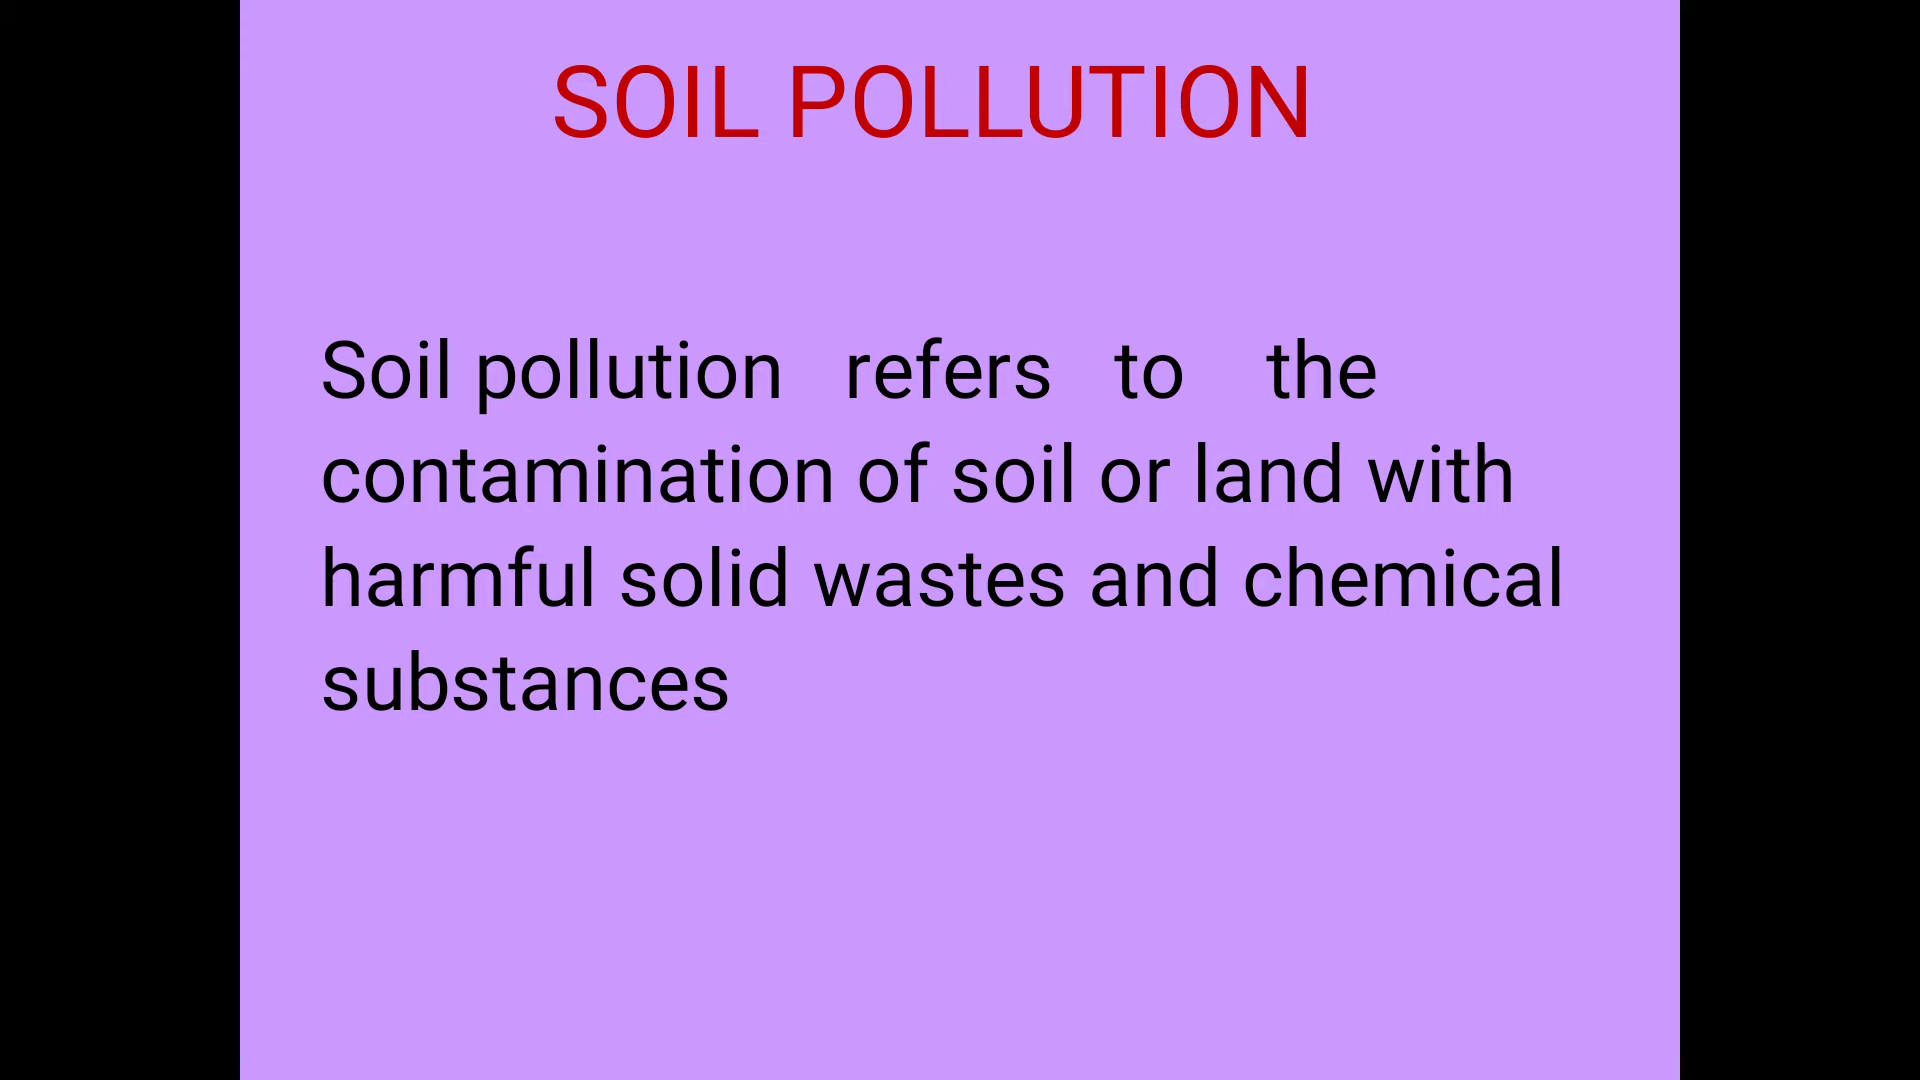 SOIL POLLUTION
Soil pollution refers to the
contamination of soil or land with
harmful solid wastes and chemical
substances